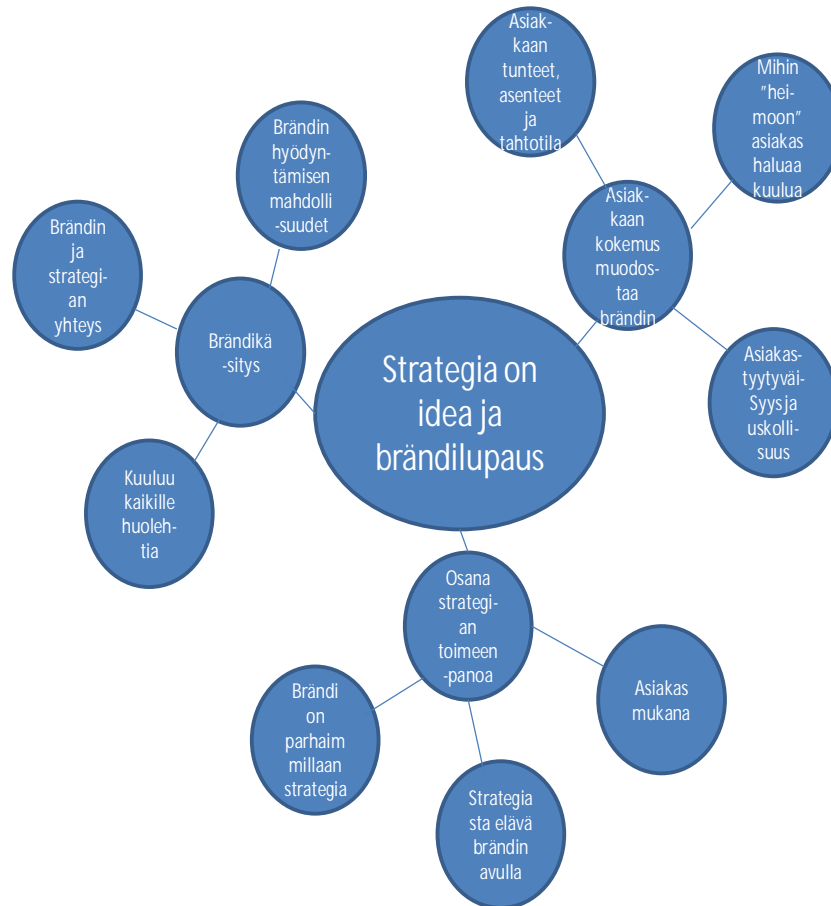 Asiak-
kaan
tunteet,
asenteet
ja
tahtotila
Mihin
"hei-
moon"
asiakas
haluaa
kuulua
Brändin
hyödyn-
tämisen
mahdolli
-suudet
Asiak-
kaan
kokemus
muodos-
taa
brändin
Brändin
ja
strategi-
an
yhteys
Brändikä
-sitys
Strategia on
idea ja
brändilupaus
Asiakas-
tyytyväi-
Syys ja
uskolli-
suus
Kuuluu
kaikille
huoleh-
tia
Osana
strategi-
an
toimeen
-panoa
Brändi
on
parhaim
millaan
strategia
Asiakas
mukana
Strategia
sta elävä
brändin
avulla